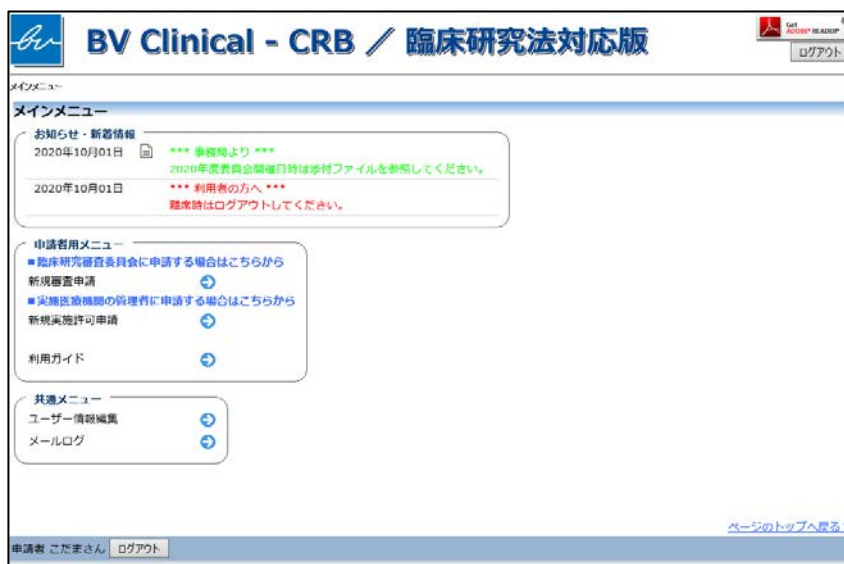 BV Clinical - CRB ／ 臨床研究法対応版
Get
ADOBE® READER®
ログアウト
メインメニュー
メインメニュー
お知らせ・新着情報
2020年10月01日 *** 事務局より ***
2020年度委員会開催日時は添付ファイルを参照してください。
2020年10月01日 *** 利用者の方へ ***
離席時はログアウトしてください。
申請者用メニュー
■臨床研究審査委員会に申請する場合はこちらから
新規審査申請
■実施医療機関の管理者に申請する場合はこちらから
新規実施許可申請
利用ガイド
共通メニュー
ユーザー情報編集
メールログ
ページのトップへ戻る
申請者 こだまさん ログアウト